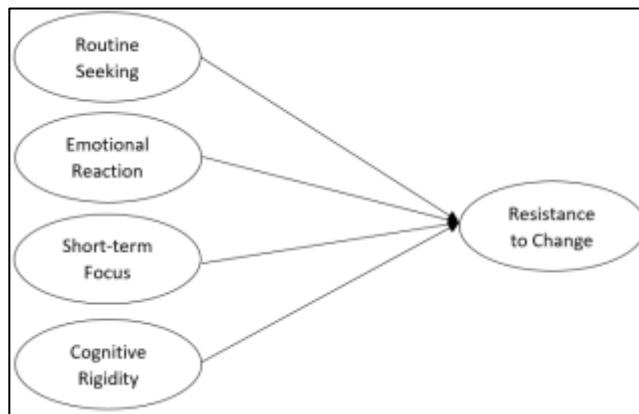 Routine
Seeking
Emotional
Reaction
Short-term
Focus
Cognitive
Rigidity
Resistance
to Change